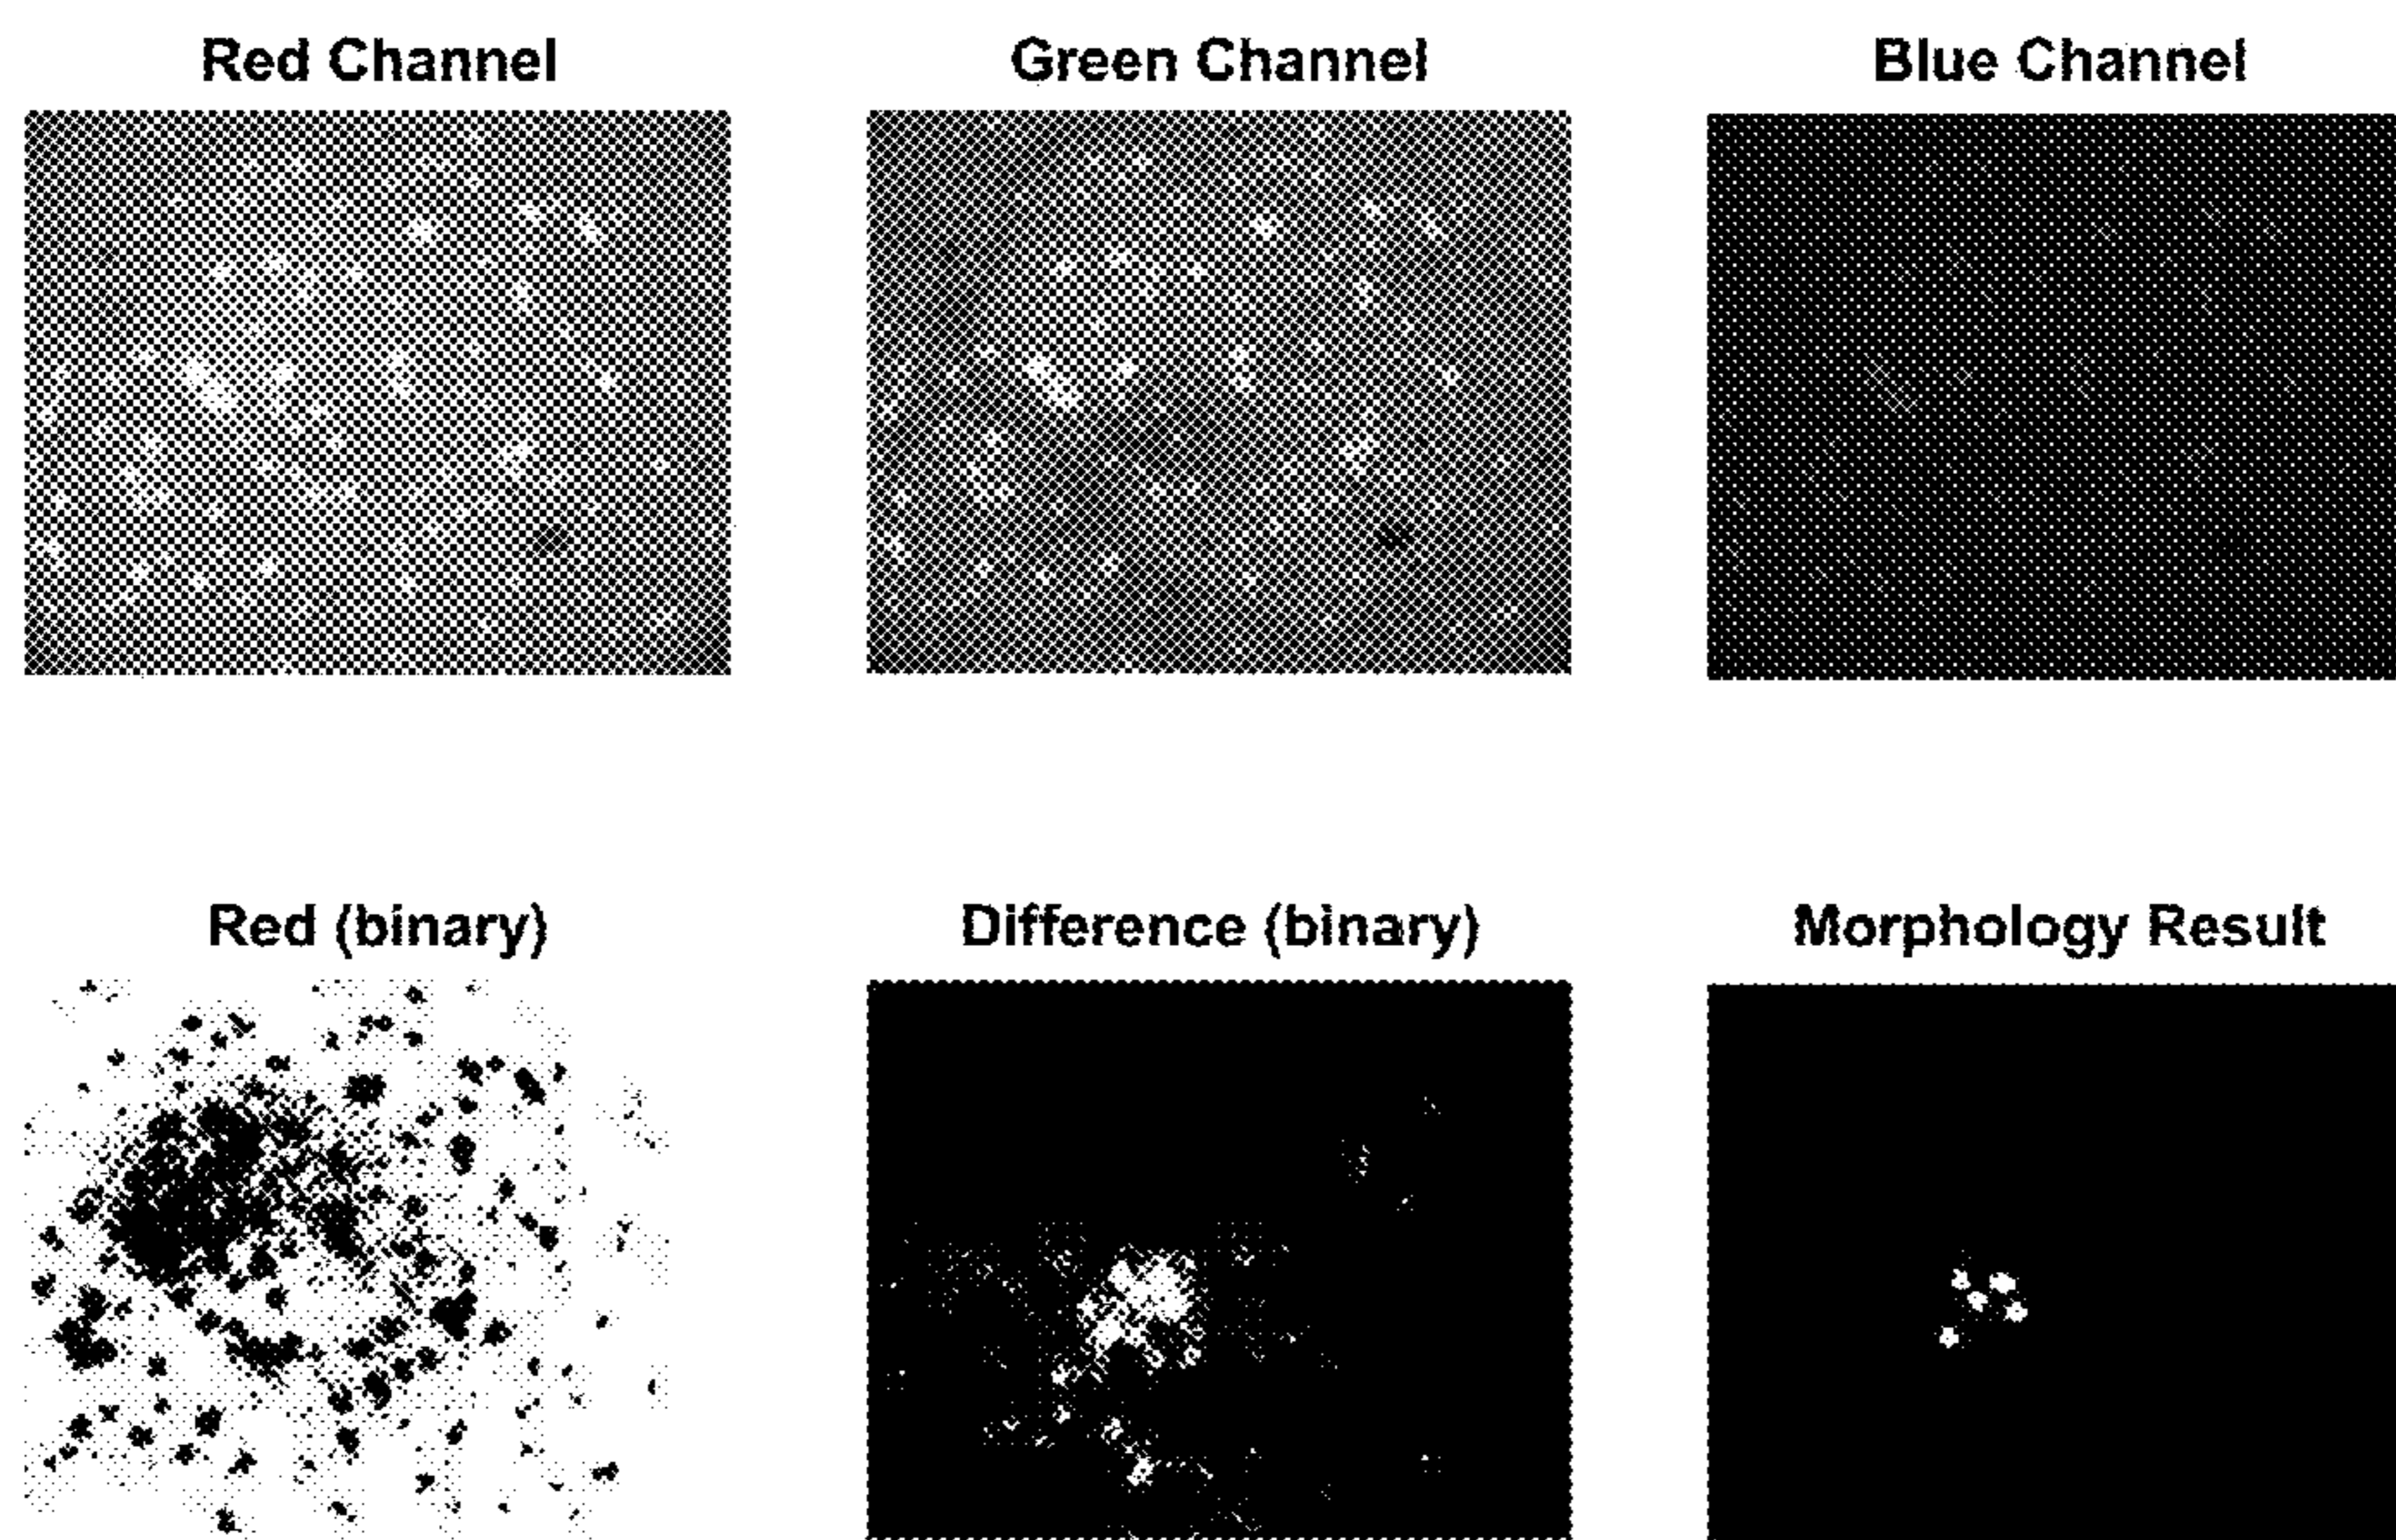 Red Channel
Green Channel
Blue Channel
Red (binary)
Difference (binary)
Morphology Result